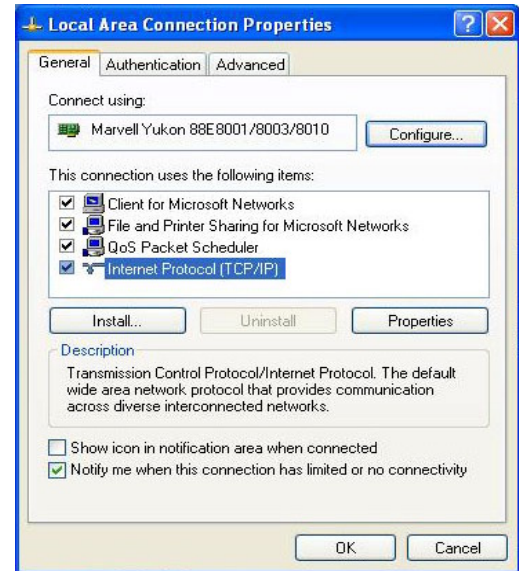 Local Area Connection Properties
General Authentication Advanced
Connect using:
Marvell Yukon 88E8001/8003/8010 Configure...
This connection uses the following items:
Client for Microsoft Networks
File and Printer Sharing for Microsoft Networks
QoS Packet Scheduler
Internet Protocol (TCP/IP)
Install... Uninstall Properties
Description
Transmission Control Protocol/Internet Protocol. The default
wide area network protocol that provides communication
across diverse interconnected networks.
Show icon in notification area when connected
Notify me when this connection has limited or no connectivity
OK Cancel